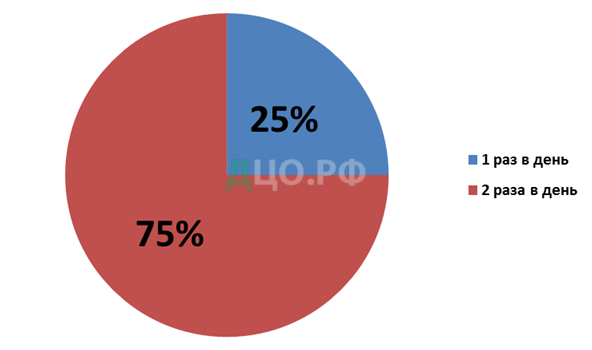 25%
1 раз в день
ДЦО.РФ
2 раза в день
75%